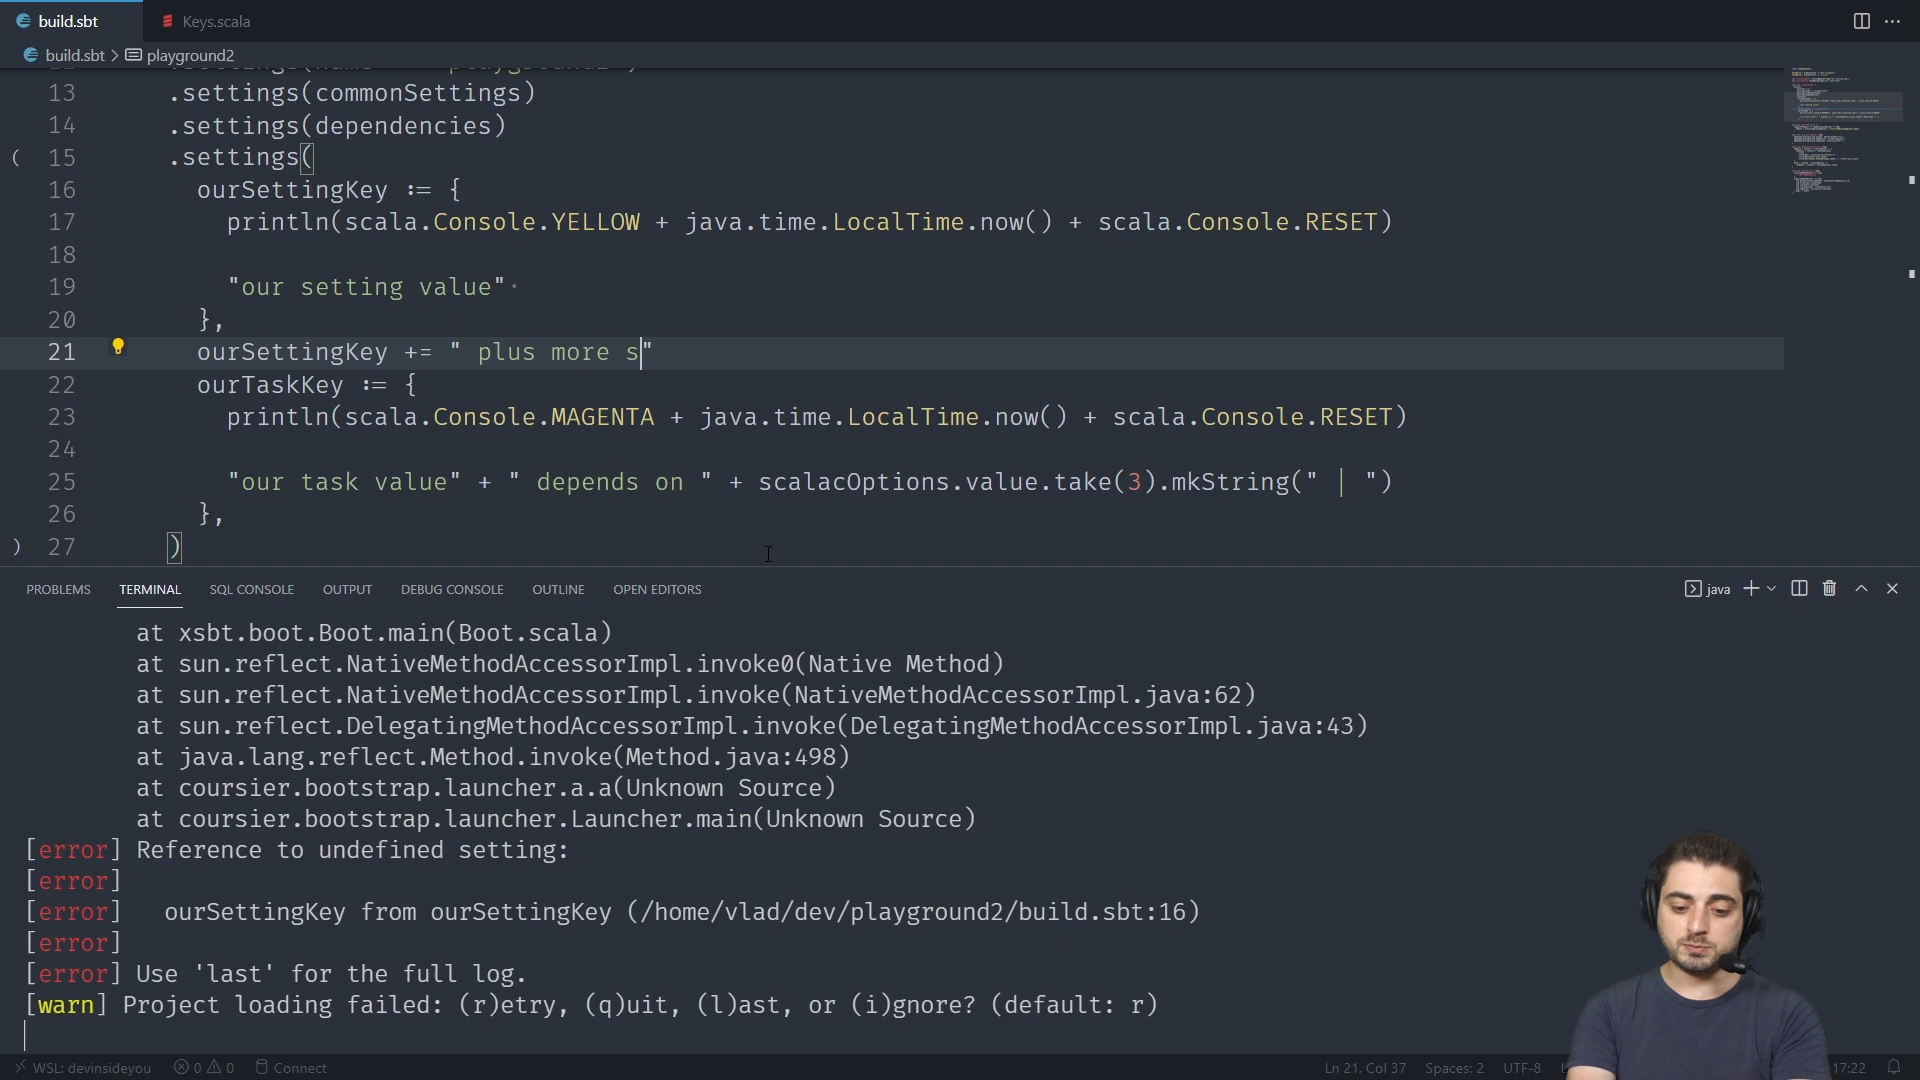 build.sbt
Keys.scala
build.sbt > playground2
13 .settings(commonSettings)
14 .settings(dependencies)
( 15 .settings(
16 ourSettingKey := {
17 println(scala.Console.YELLOW + java.time.LocalTime.now() + scala.Console.RESET)
18
19 "our setting value"·
20 },
21 ourSettingKey += " plus more s"
22 ourTaskKey := {
23 println(scala.Console.MAGENTA + java.time.LocalTime.now() + scala.Console.RESET)
24
25 "our task value" + " depends on " + scalacOptions.value.take(3).mkString(" | ")
26 },
) 27 )
PROBLEMS TERMINAL SQL CONSOLE OUTPUT DEBUG CONSOLE OUTLINE OPEN EDITORS java
at xsbt.boot.Boot.main(Boot.scala)
at sun.reflect.NativeMethodAccessorImpl.invoke0(Native Method)
at sun.reflect.NativeMethodAccessorImpl.invoke(NativeMethodAccessorImpl.java:62)
at sun.reflect.DelegatingMethodAccessorImpl.invoke(DelegatingMethodAccessorImpl.java:43)
at java.lang.reflect.Method.invoke(Method.java:498)
at coursier.bootstrap.launcher.a.a(Unknown Source)
at coursier.bootstrap.launcher.Launcher.main(Unknown Source)
[error] Reference to undefined setting:
[error]
[error] ourSettingKey from ourSettingKey (/home/vlad/dev/playground2/build.sbt:16)
[error]
[error] Use 'last' for the full log.
[warn] Project loading failed: (r)etry, (q)uit, (l)ast, or (i)gnore? (default: r)
WSL: devinsideyou 0 0 Connect Ln 21, Col 37 Spaces: 2 UTF-8 17:22